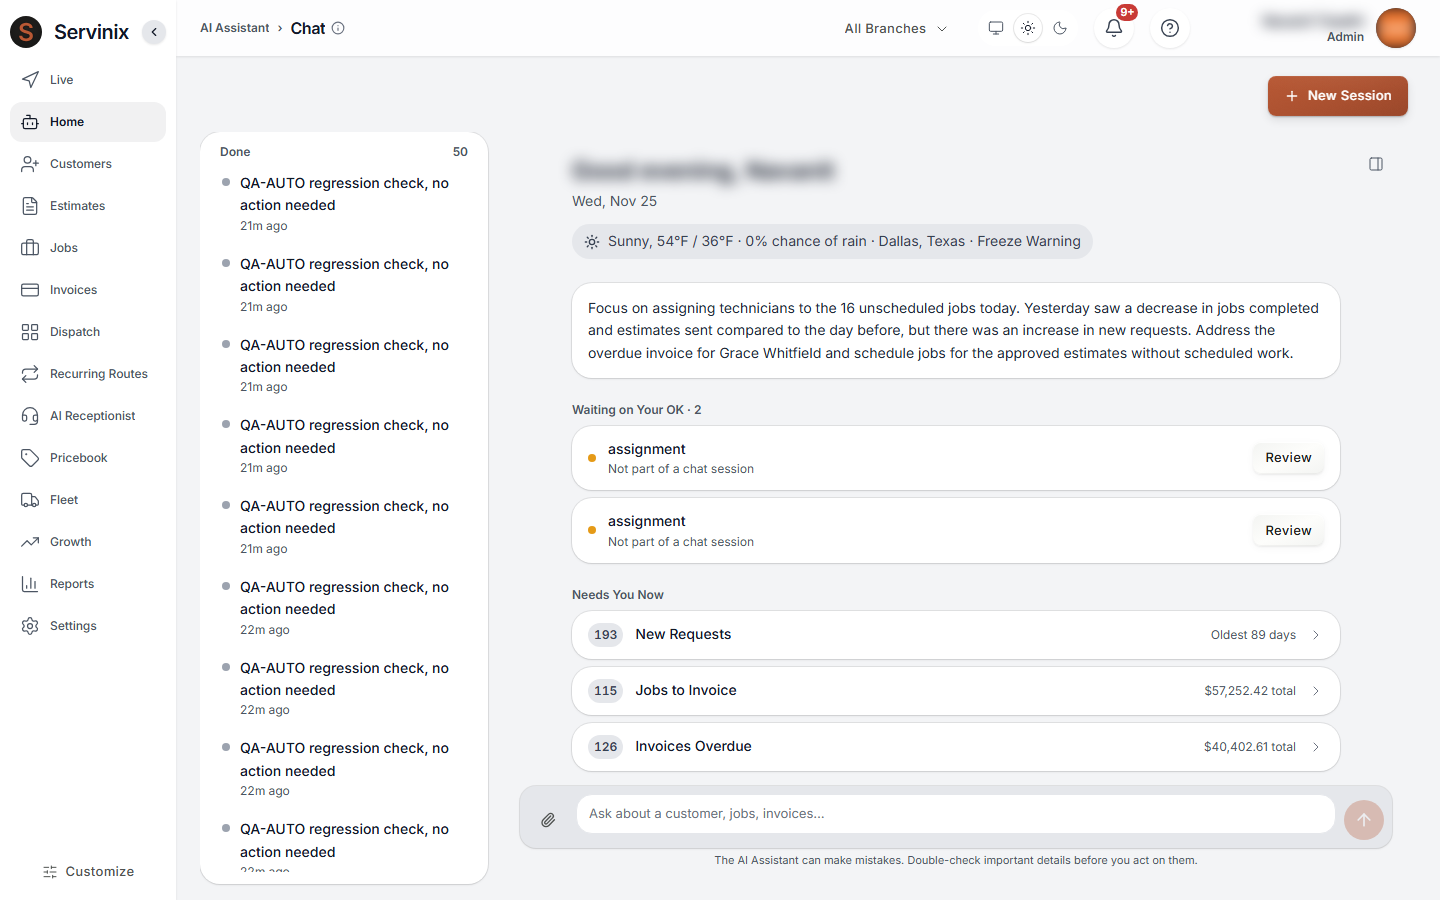 Servinix
Live
Home
Customers
Estimates
Jobs
Invoices
Dispatch
Recurring Routes
AI Receptionist
Pricebook
Fleet
Growth
Reports
Settings
Customize
AI Assistant › Chat
All Branches
9+
Admin
New Session
Done 50
QA-AUTO regression check, no
action needed
21m ago
QA-AUTO regression check, no
action needed
21m ago
QA-AUTO regression check, no
action needed
21m ago
QA-AUTO regression check, no
action needed
21m ago
QA-AUTO regression check, no
action needed
21m ago
QA-AUTO regression check, no
action needed
22m ago
QA-AUTO regression check, no
action needed
22m ago
QA-AUTO regression check, no
action needed
22m ago
QA-AUTO regression check, no
action needed
22m ago
Wed, Nov 25
Sunny, 54°F / 36°F · 0% chance of rain · Dallas, Texas · Freeze Warning
Focus on assigning technicians to the 16 unscheduled jobs today. Yesterday saw a decrease in jobs completed
and estimates sent compared to the day before, but there was an increase in new requests. Address the
overdue invoice for Grace Whitfield and schedule jobs for the approved estimates without scheduled work.
Waiting on Your OK · 2
assignment
Not part of a chat session
Review
assignment
Not part of a chat session
Review
Needs You Now
193 New Requests Oldest 89 days
115 Jobs to Invoice $57,252.42 total
126 Invoices Overdue $40,402.61 total
Ask about a customer, jobs, invoices...
The AI Assistant can make mistakes. Double-check important details before you act on them.